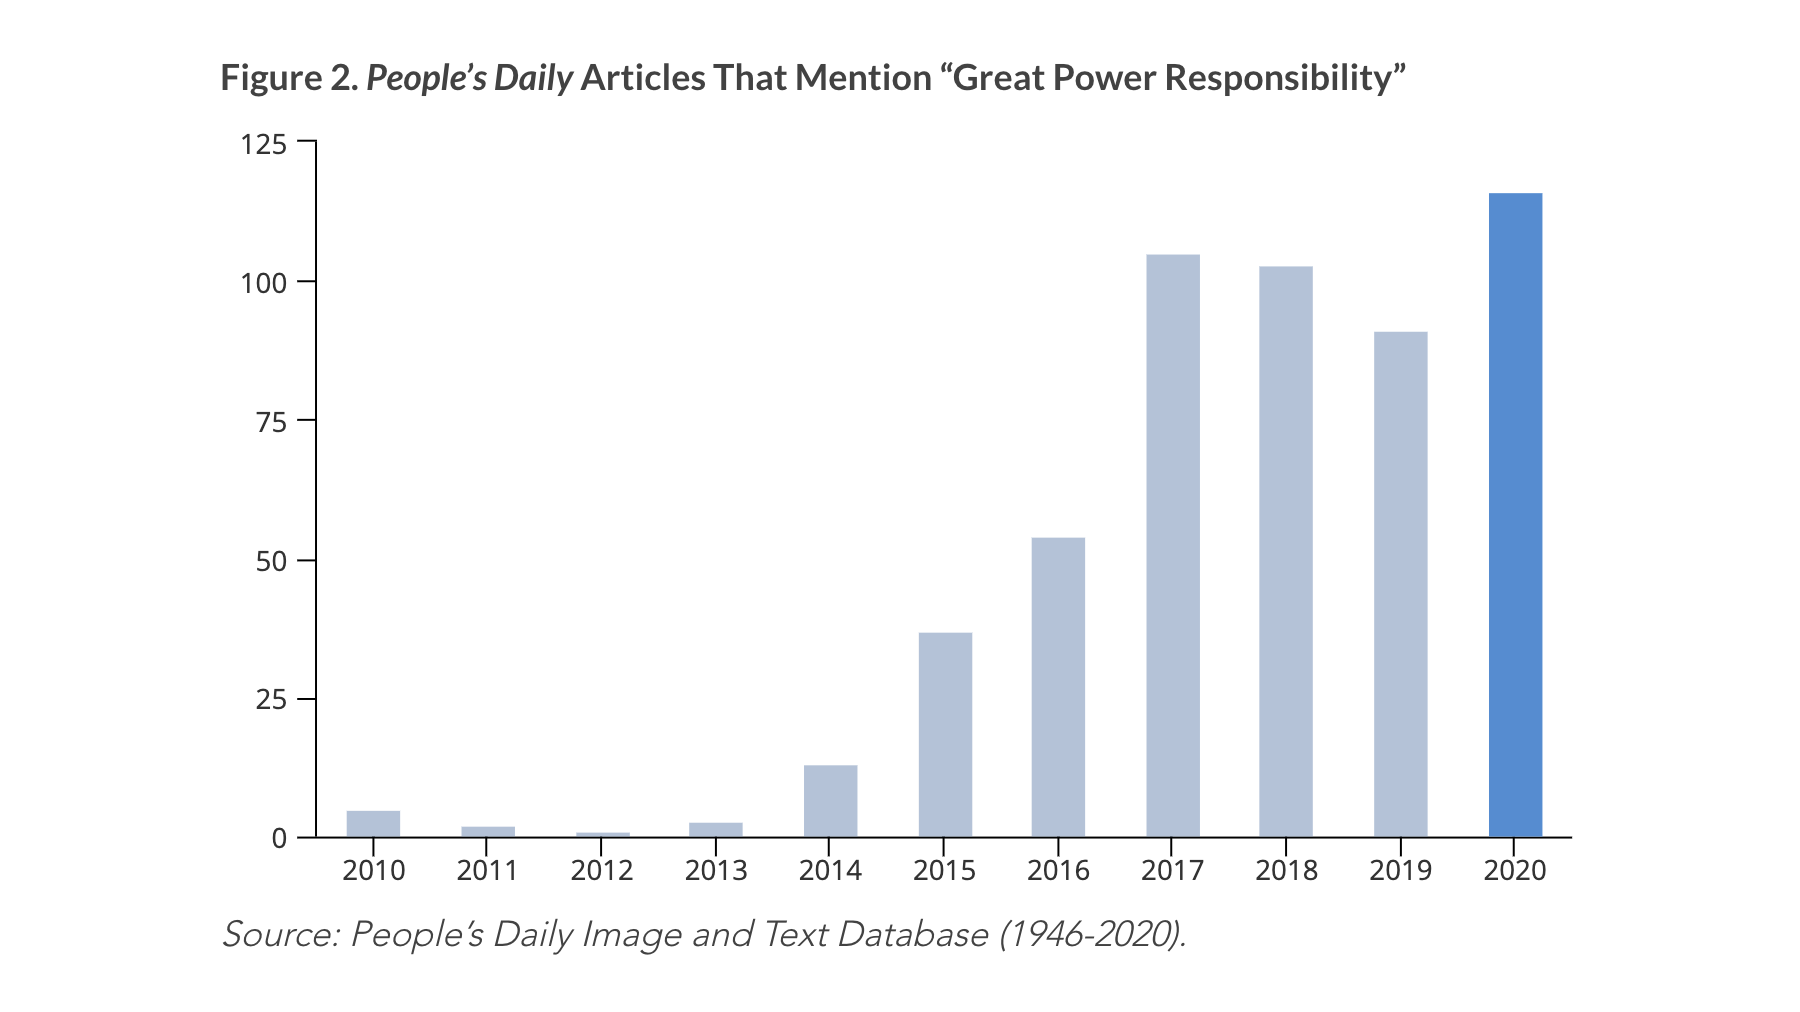 Figure 2. People’s Daily Articles That Mention “Great Power Responsibility”
125
100
75
50
25
0
2010 2011 2012 2013 2014 2015 2016 2017 2018 2019 2020
Source: People’s Daily Image and Text Database (1946-2020).